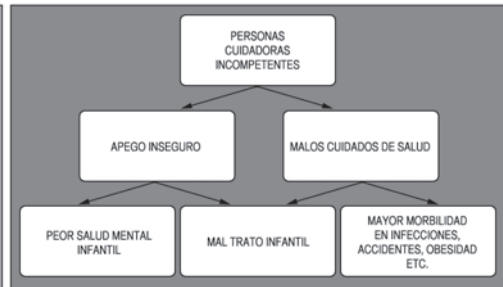 PERSONAS
CUIDADORAS
INCOMPETENTES
APEGO INSEGURO
MALOS CUIDADOS DE SALUD
PEOR SALUD MENTAL
INFANTIL
MAL TRATO INFANTIL
MAYOR MORBILIDAD
EN INFECCIONES,
ACCIDENTES, OBESIDAD
ETC.